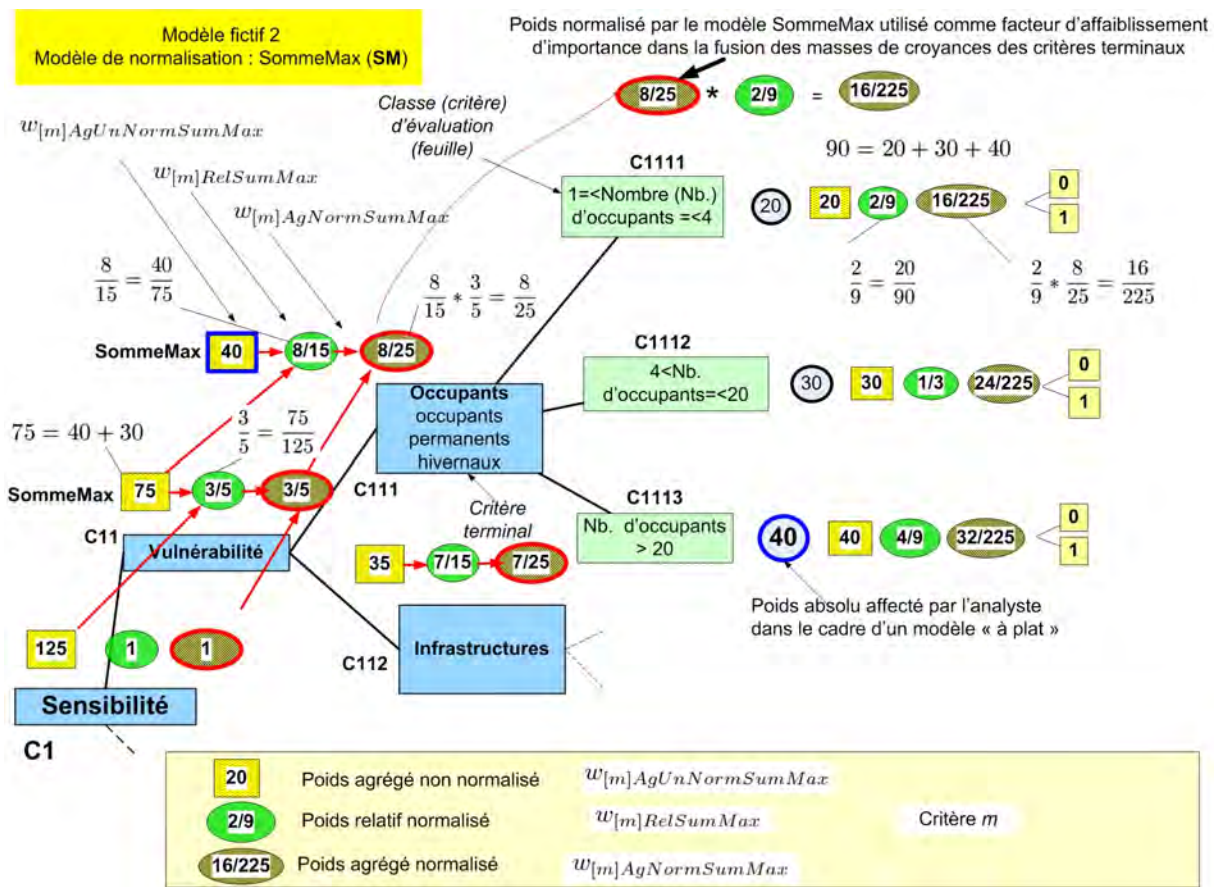 Modèle fictif 2
Modèle de normalisation : SommeMax (SM)
Poids normalisé par le modèle SommeMax utilisé comme facteur d'affaiblissement
d'importance dans la fusion des masses de croyances des critères terminaux
8/25 * 2/9 = 16/225
Classe (critère)
d'évaluation
(feuille)
w[m]AgUnNormSumMax
w[m]RelSumMax
w[m]AgNormSumMax
90 = 20 + 30 + 40
C1111
1=<Nombre (Nb.)
d'occupants =<4
20 20 2/9 16/225 0
1
2/9 = 20/90
2/9 * 8/25 = 16/225
8/15 = 40/75
8/15 * 3/5 = 8/25
SommeMax 40 8/15 8/25
C1112
4<Nb.
d'occupants=<20
30 30 1/3 24/225 0
1
Occupants
occupants
permanents
hivernaux
C111
75 = 40 + 30
3/5 = 75/125
SommeMax 75 3/5 3/5
Critère
terminal
C1113
Nb. d'occupants
> 20
40 40 4/9 32/225 0
1
C11
Vulnérabilité
35 7/15 7/25
Poids absolu affecté par l'analyste
dans le cadre d'un modèle « à plat »
125 1 1
C112
Infrastructures
Sensibilité
C1
20 Poids agrégé non normalisé w[m]AgUnNormSumMax
2/9 Poids relatif normalisé w[m]RelSumMax Critère m
16/225 Poids agrégé normalisé w[m]AgNormSumMax